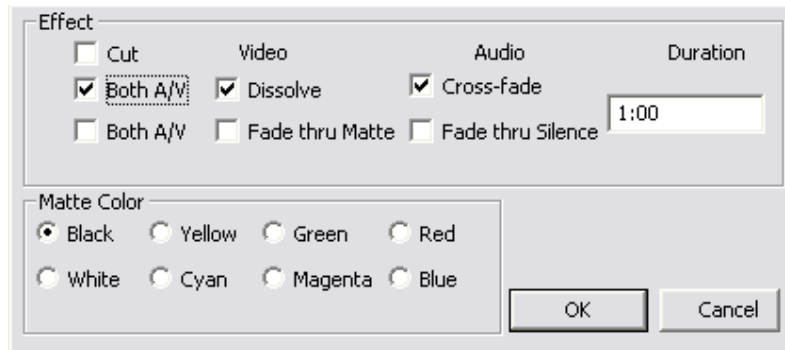 Effect
Cut Video Audio Duration
Both A/V Dissolve Cross-fade
1:00
Both A/V Fade thru Matte Fade thru Silence
Matte Color
Black Yellow Green Red
White Cyan Magenta Blue
OK Cancel